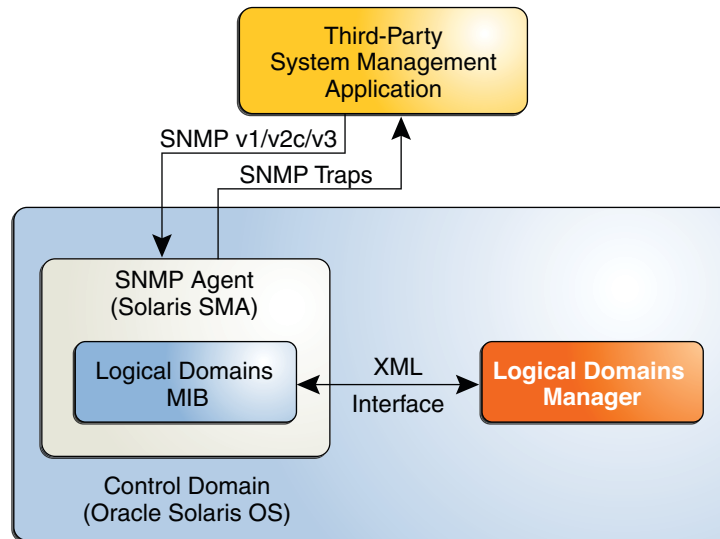 Third-Party
System Management
Application
SNMP v1/v2c/v3
SNMP Traps
SNMP Agent
(Solaris SMA)
Logical Domains
MIB
XML
Interface
Logical Domains
Manager
Control Domain
(Oracle Solaris OS)